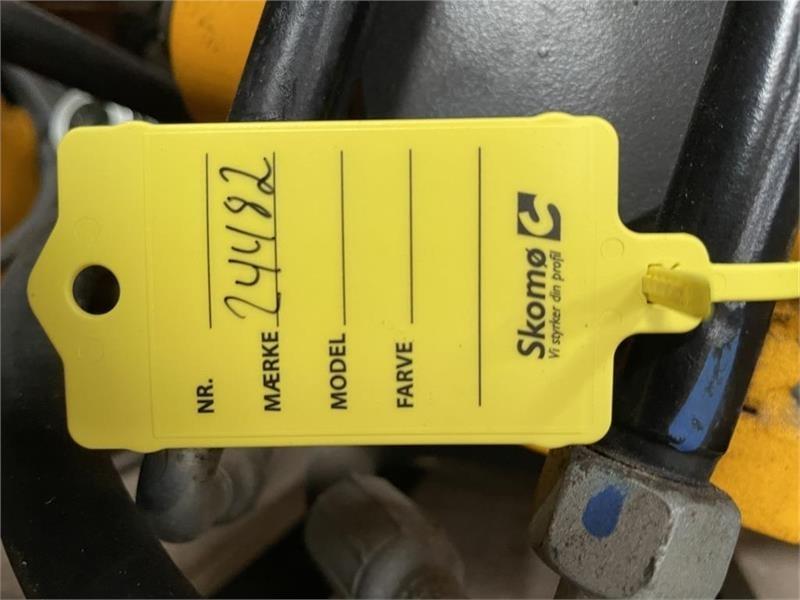 NR.
MÆRKE 24482
MODEL
FARVE
Skomø
Vi styrker din profil